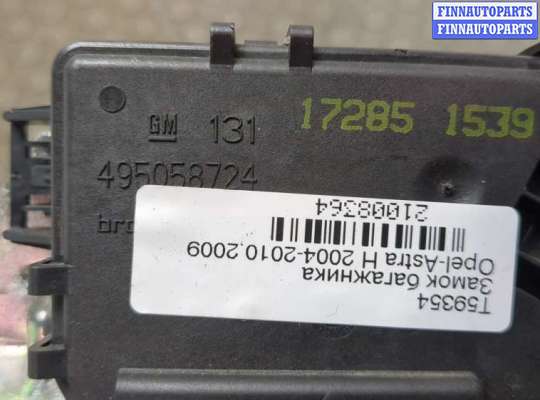 FINNAUTOPARTS
FINNAUTOPARTS
GM 131
17285 1539
495058724
T59354
Замок багажника
Opel-Astra H 2004-2010,2009
21008364